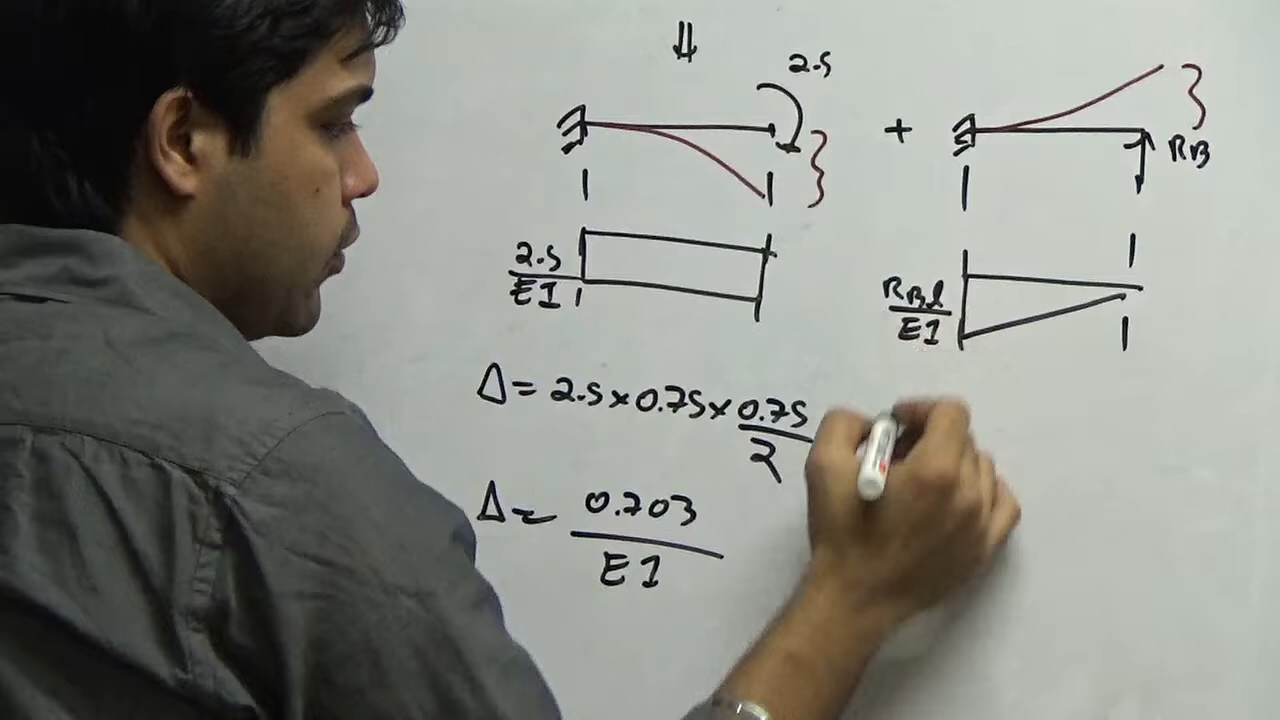 ⇓
2.5
+
RB
2.5
EI
RBl
EI
Δ = 2.5 × 0.75 × 0.75
2
Δ = 0.703
EI